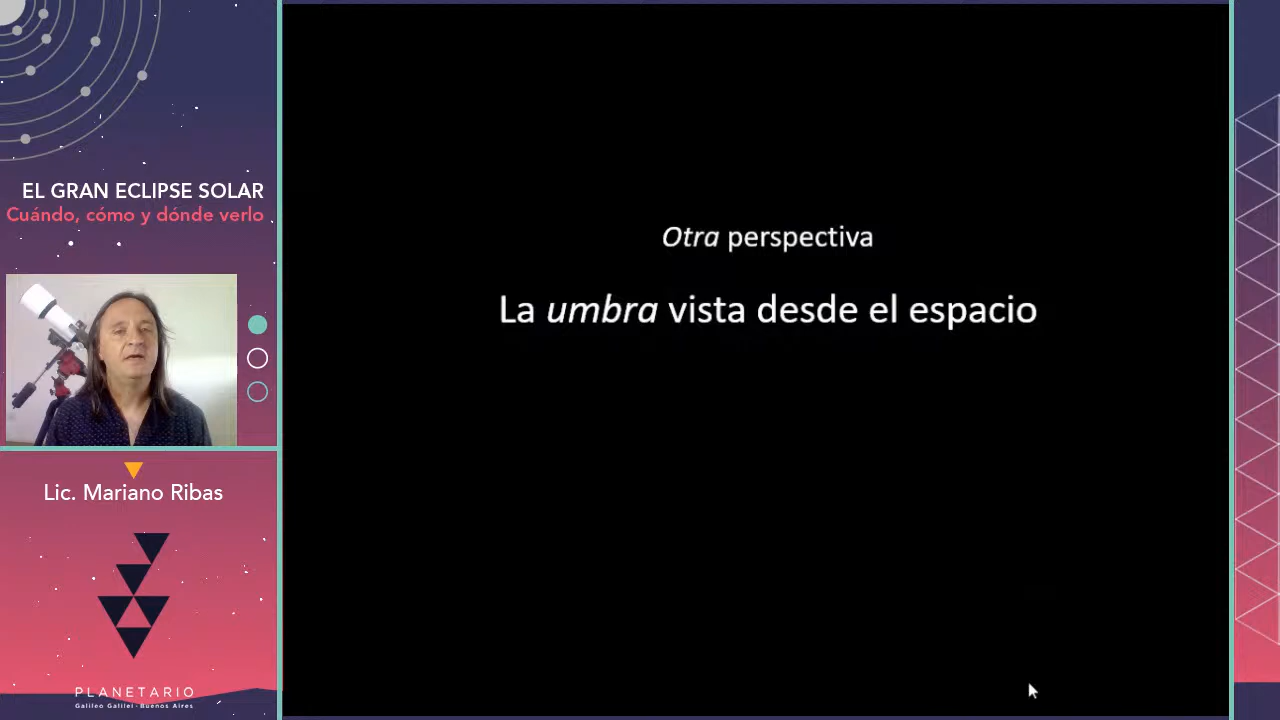 EL GRAN ECLIPSE SOLAR
Cuándo, cómo y dónde verlo
Lic. Mariano Ribas
PLANETARIO
Galileo Galilei - Buenos Aires
Otra perspectiva
La umbra vista desde el espacio